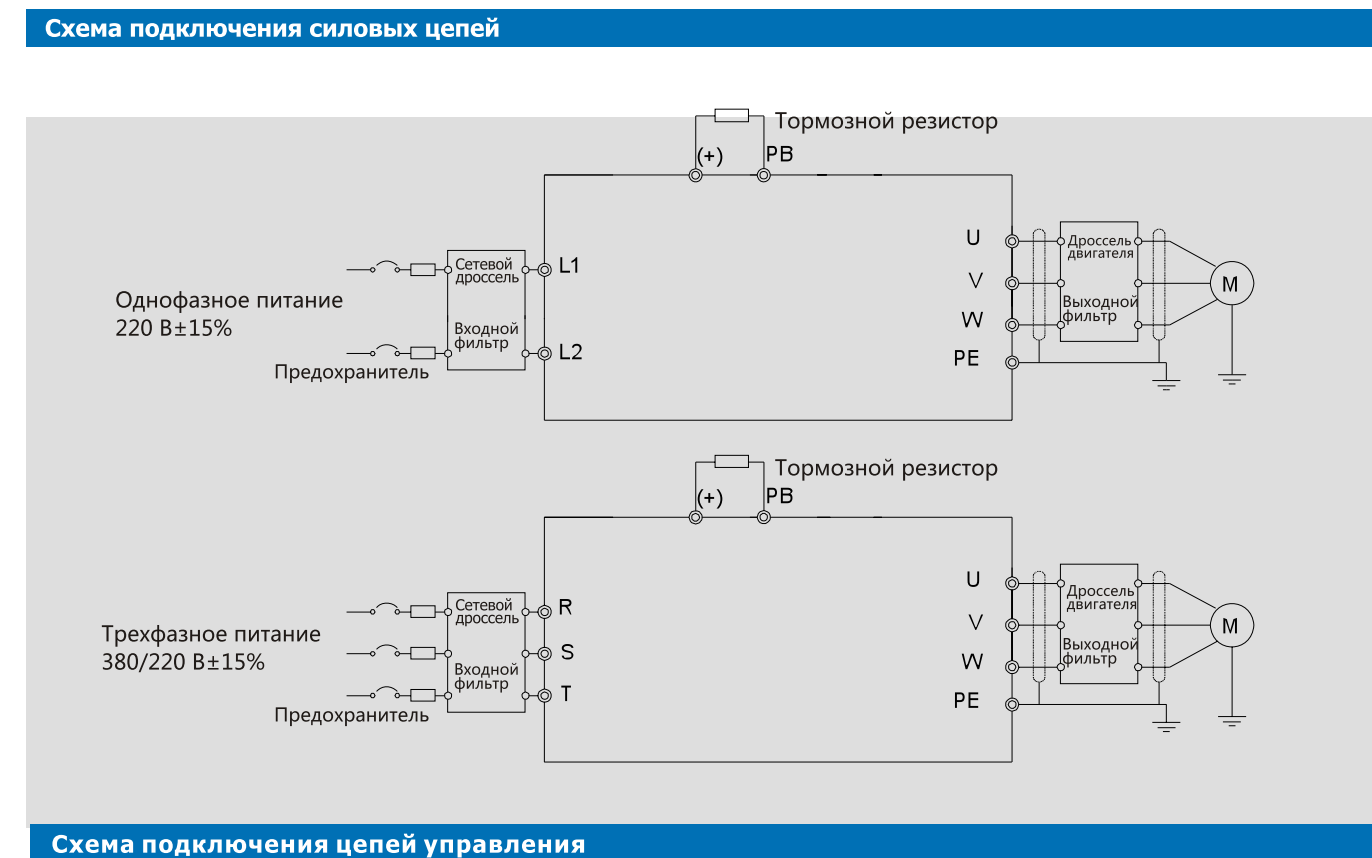 Схема подключения силовых цепей
Тормозной резистор
(+)
PB
U
V
W
PE
L1
L2
Сетевой
дроссель
Входной
фильтр
Однофазное питание
220 В±15%
Предохранитель
Дроссель
двигателя
Выходной
фильтр
M
Тормозной резистор
(+)
PB
U
V
W
PE
R
S
T
Сетевой
дроссель
Входной
фильтр
Трехфазное питание
380/220 В±15%
Предохранитель
Дроссель
двигателя
Выходной
фильтр
M
Схема подключения цепей управления